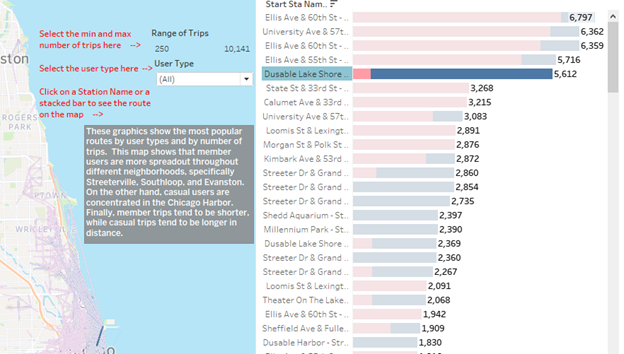 Select the min and max
number of trips here -->
Range of Trips
250 10,141
Select the user type here -->
User Type
(All)
Click on a Station Name or a
stacked bar to see the route
on the map -->
ston
ROGERS
PARK
UPTOWN
WRIGLEY
These graphics show the most popular
routes by user types and by number of
trips. This map shows that member
users are more spreadout throughout
different neighborhoods, specifically
Streeterville, Southloop, and Evanston.
On the other hand, casual users are
concentrated in the Chicago Harbor.
Finally, member trips tend to be shorter,
while casual trips tend to be longer in
distance.
Start Sta Nam..
Ellis Ave & 60th St - .. 6,797
University Ave & 57t.. 6,362
Ellis Ave & 60th St - .. 6,359
Ellis Ave & 55th St - .. 5,716
Dusable Lake Shore .. 5,612
State St & 33rd St - .. 3,268
Calumet Ave & 33rd .. 3,215
University Ave & 57t.. 3,083
Loomis St & Lexingt.. 2,891
Morgan St & Polk St .. 2,876
Kimbark Ave & 53rd .. 2,872
Streeter Dr & Grand .. 2,860
Streeter Dr & Grand .. 2,854
Streeter Dr & Grand .. 2,735
Shedd Aquarium - St.. 2,397
Millennium Park - St.. 2,390
Dusable Lake Shore .. 2,369
Streeter Dr & Grand .. 2,360
Streeter Dr & Grand .. 2,267
Loomis St & Lexingt.. 2,091
Theater On The Lake.. 2,068
Ellis Ave & 60th St - .. 1,942
Sheffield Ave & Fulle.. 1,909
Dusable Harbor - Str.. 1,830